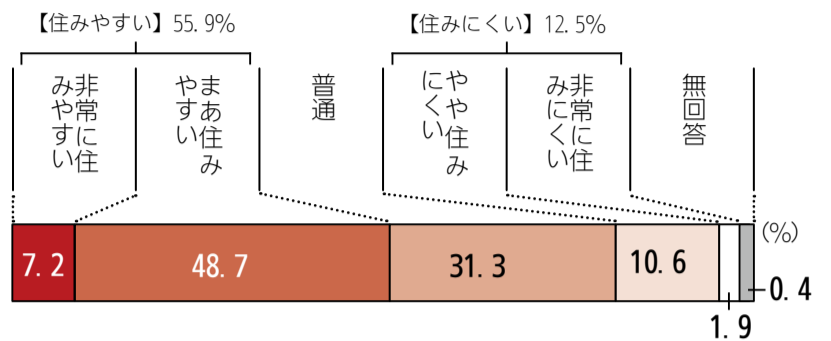 【住みやすい】55.9%
【住みにくい】12.5%
非常に住
みやすい
まあ住み
やすい
普通
やや住み
にくい
非常に住
みにくい
無回答
(%)
7.2
48.7
31.3
10.6
0.4
1.9